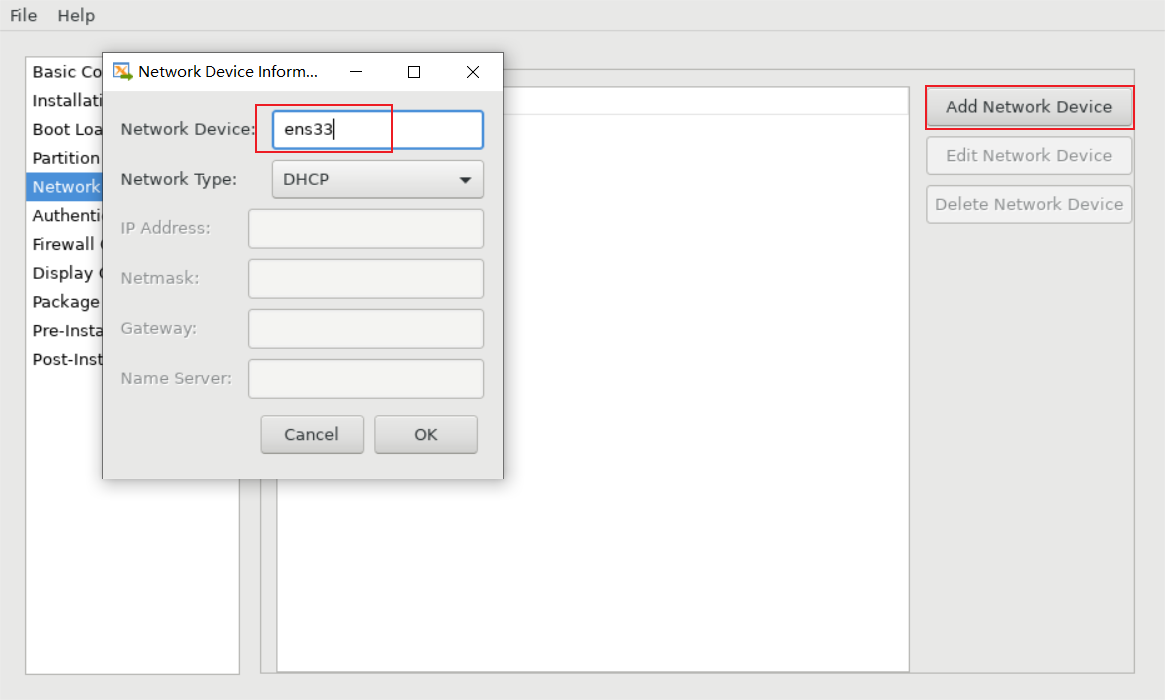 File Help
Network Device Inform...
Basic Co
Installati
Boot Loa
Partition
Network
Authenti
Firewall
Display
Package
Pre-Insta
Post-Inst
Network Device: ens33
Network Type: DHCP
IP Address:
Netmask:
Gateway:
Name Server:
Cancel OK
Add Network Device
Edit Network Device
Delete Network Device